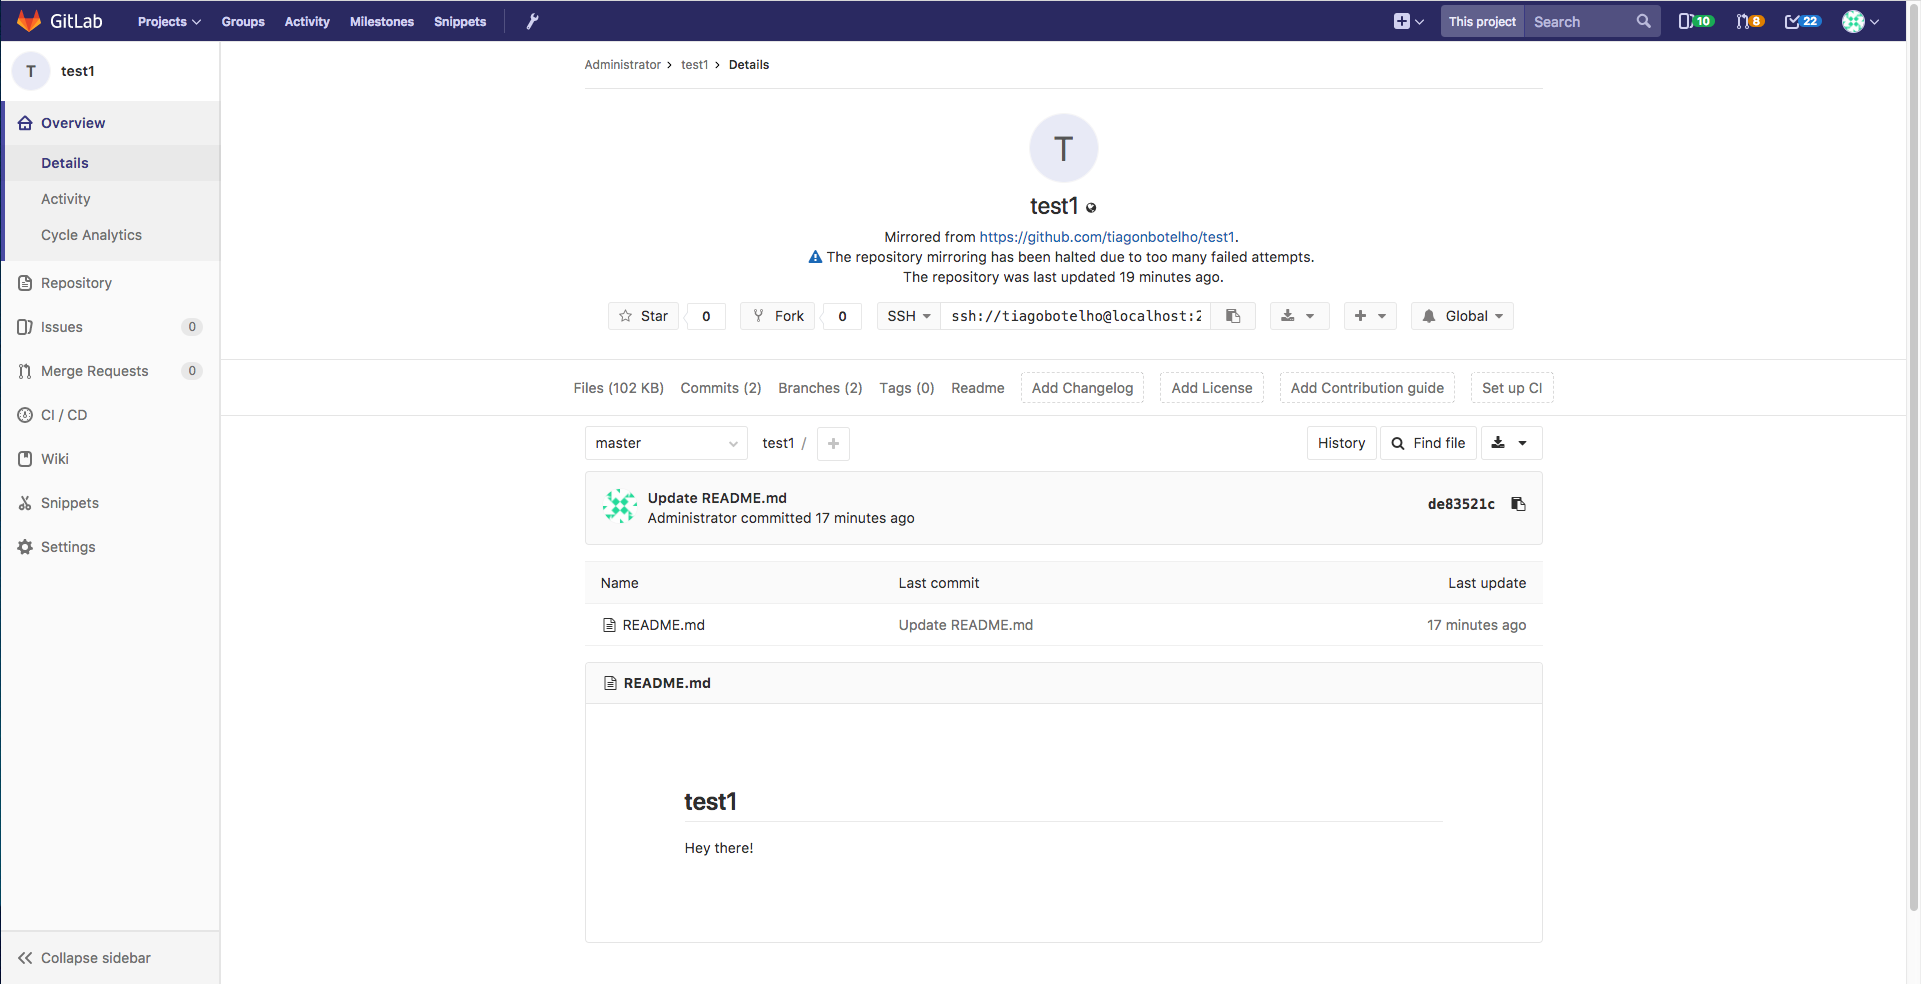 GitLab Projects Groups Activity Milestones Snippets This project Search 10 8 22
T test1
Overview
Details
Activity
Cycle Analytics
Repository
Issues 0
Merge Requests 0
CI / CD
Wiki
Snippets
Settings
Collapse sidebar
Administrator › test1 › Details
T
test1
Mirrored from https://github.com/tiagonbotelho/test1.
The repository mirroring has been halted due to too many failed attempts.
The repository was last updated 19 minutes ago.
Star 0 Fork 0 SSH ssh://tiagobotelho@localhost:2 Global
Files (102 KB) Commits (2) Branches (2) Tags (0) Readme Add Changelog Add License Add Contribution guide Set up CI
master test1 / + History Find file
Update README.md
Administrator committed 17 minutes ago
de83521c
Name Last commit Last update
README.md Update README.md 17 minutes ago
README.md
test1
Hey there!